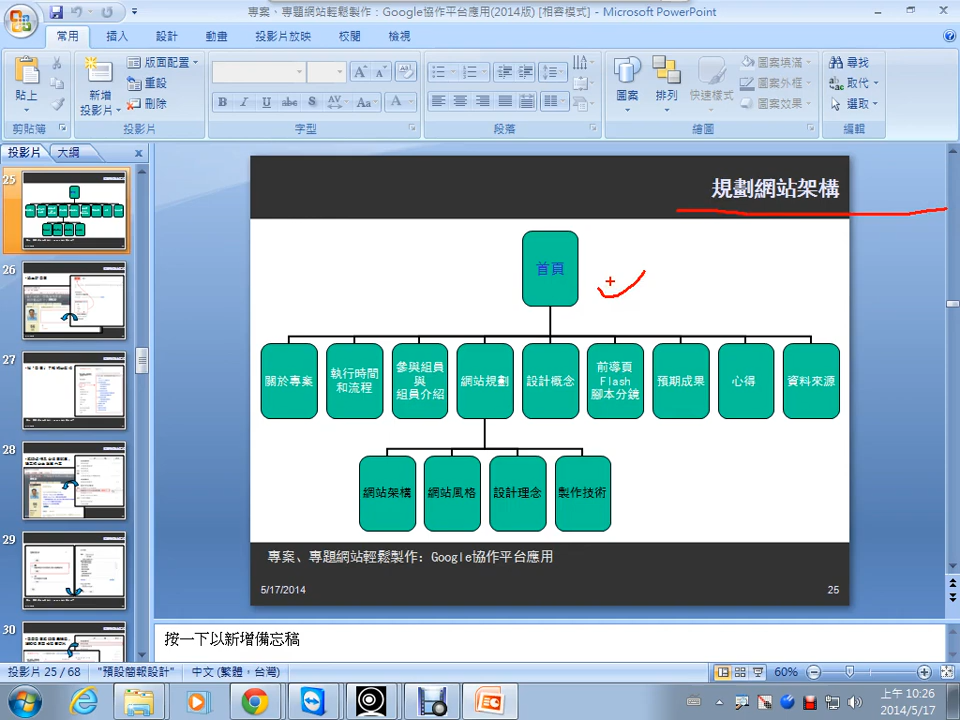 專案、專題網站輕鬆製作：Google協作平台應用(2014版) [相容模式] - Microsoft PowerPoint
常用 插入 設計 動畫 投影片放映 校閱 檢視
貼上
新增
投影片
版面配置
重設
刪除
圖案
排列
快速樣式
圖案填滿
圖案外框
圖案效果
尋找
取代
選取
剪貼簿 投影片 字型 段落 繪圖 編輯
投影片 大綱
25
26
27
28
29
30
規劃網站架構
首頁
關於專案
執行時間
和流程
參與組員
與
組員介紹
網站規劃
設計概念
前導頁
Flash
腳本分鏡
預期成果
心得
資料來源
網站架構
網站風格
設計理念
製作技術
專案、專題網站輕鬆製作：Google協作平台應用
5/17/2014 25
按一下以新增備忘稿
投影片 25 / 68 "預設簡報設計" 中文 (繁體，台灣) 60%
上午 10:26
2014/5/17